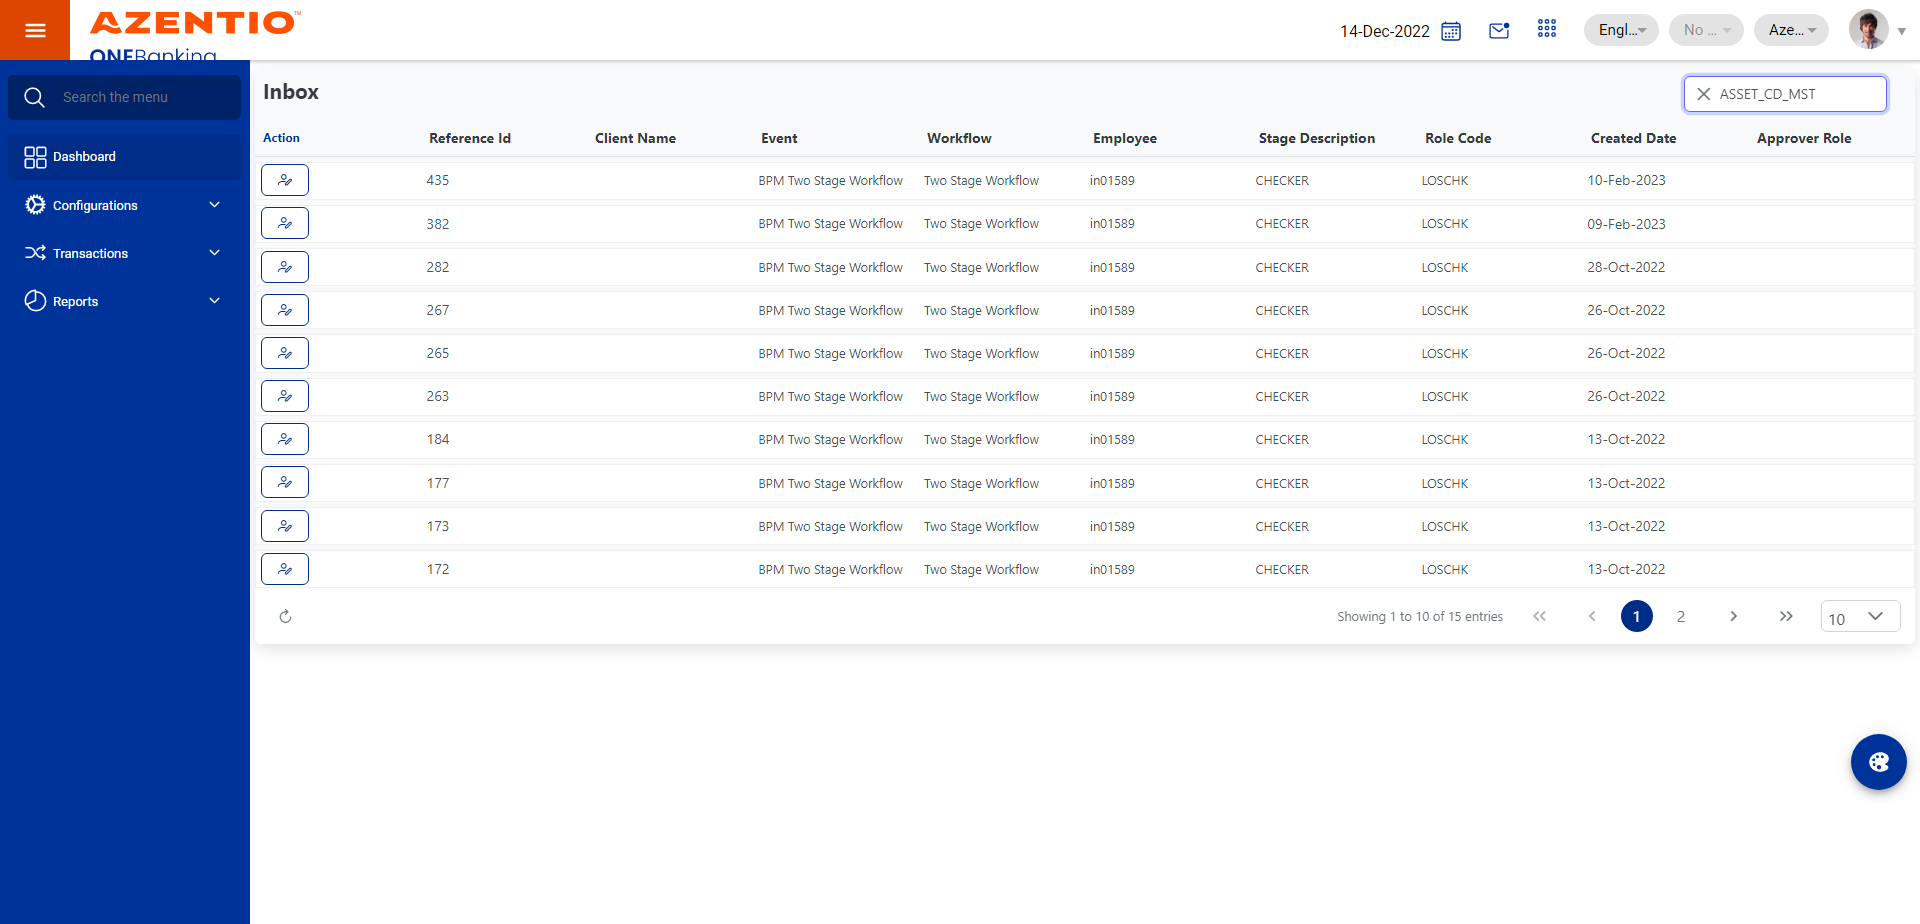 AZENTIO™
ONEBanking
14-Dec-2022
Engl...
No ...
Aze...
Search the menu
Dashboard
Configurations
Transactions
Reports
Inbox
ASSET_CD_MST
Action Reference Id Client Name Event Workflow Employee Stage Description Role Code Created Date Approver Role
435 BPM Two Stage Workflow Two Stage Workflow in01589 CHECKER LOSCHK 10-Feb-2023
382 BPM Two Stage Workflow Two Stage Workflow in01589 CHECKER LOSCHK 09-Feb-2023
282 BPM Two Stage Workflow Two Stage Workflow in01589 CHECKER LOSCHK 28-Oct-2022
267 BPM Two Stage Workflow Two Stage Workflow in01589 CHECKER LOSCHK 26-Oct-2022
265 BPM Two Stage Workflow Two Stage Workflow in01589 CHECKER LOSCHK 26-Oct-2022
263 BPM Two Stage Workflow Two Stage Workflow in01589 CHECKER LOSCHK 26-Oct-2022
184 BPM Two Stage Workflow Two Stage Workflow in01589 CHECKER LOSCHK 13-Oct-2022
177 BPM Two Stage Workflow Two Stage Workflow in01589 CHECKER LOSCHK 13-Oct-2022
173 BPM Two Stage Workflow Two Stage Workflow in01589 CHECKER LOSCHK 13-Oct-2022
172 BPM Two Stage Workflow Two Stage Workflow in01589 CHECKER LOSCHK 13-Oct-2022
Showing 1 to 10 of 15 entries 1 2 10